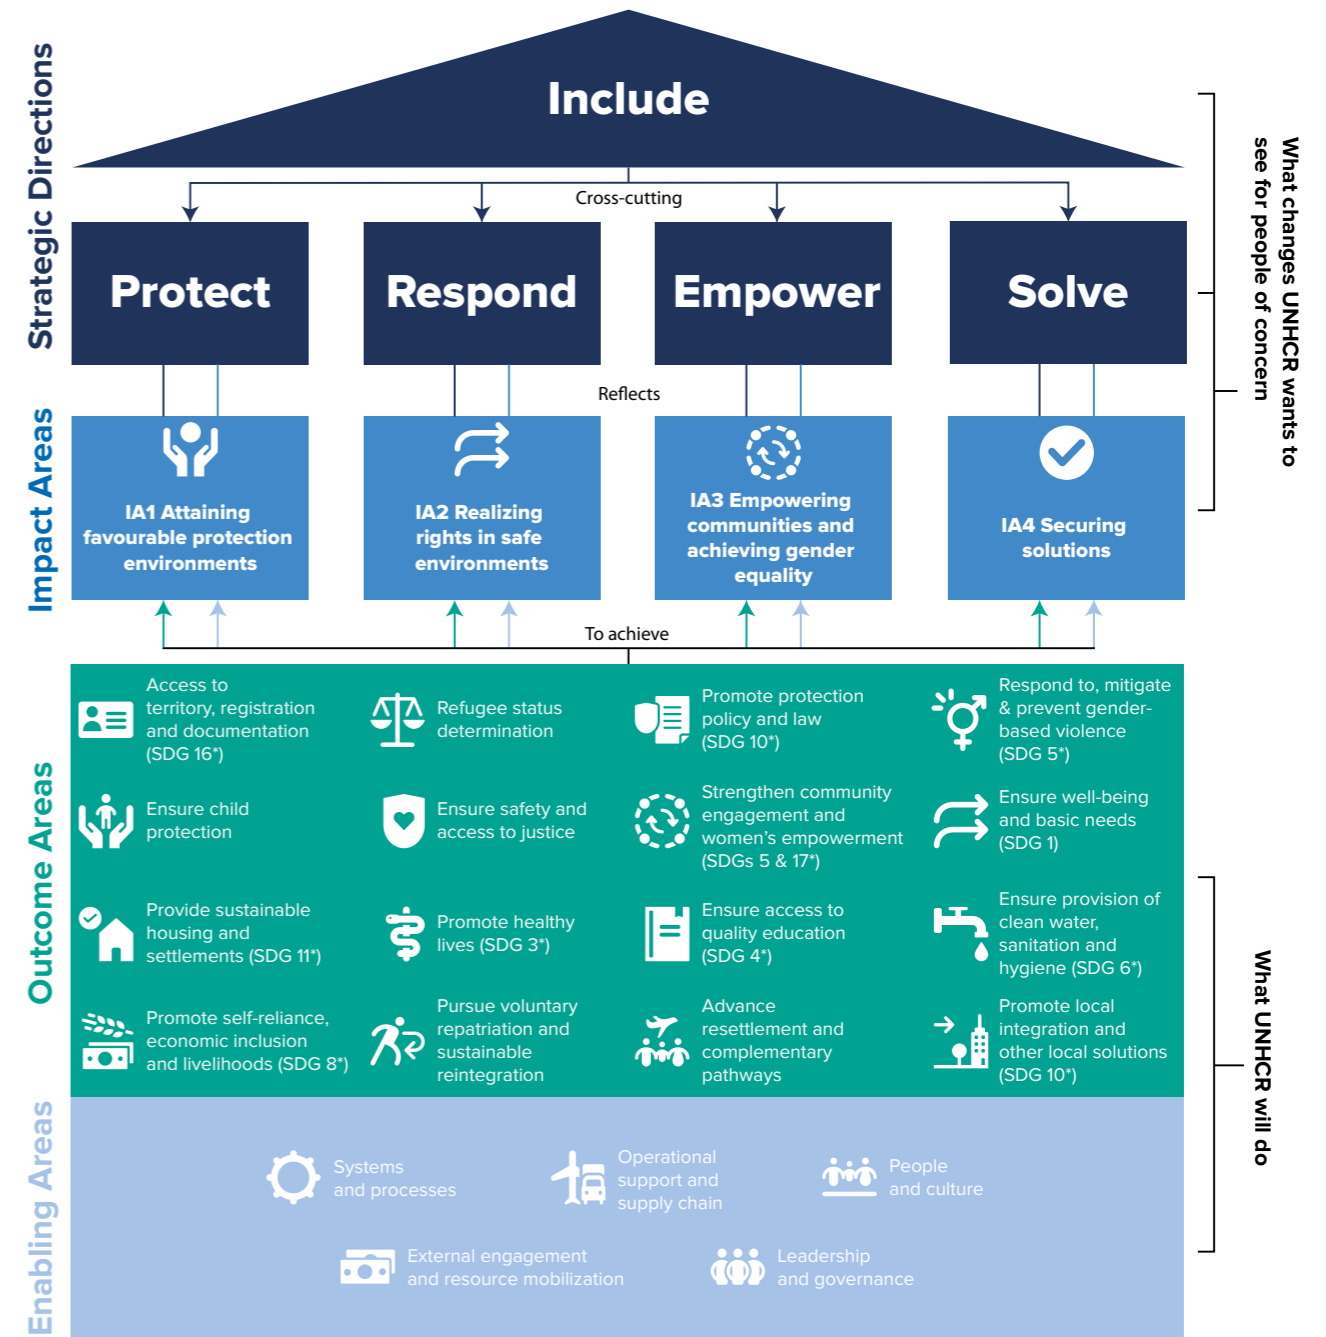 Strategic Directions
Include
Cross-cutting
Protect
Respond
Empower
Solve
What changes UNHCR wants to
see for people of concern
Reflects
Impact Areas
IA1 Attaining
favourable protection
environments
IA2 Realizing
rights in safe
environments
IA3 Empowering
communities and
achieving gender
equality
IA4 Securing
solutions
To achieve
Outcome Areas
Access to
territory, registration
and documentation
(SDG 16*)
Refugee status
determination
Promote protection
policy and law
(SDG 10*)
Respond to, mitigate
& prevent gender-
based violence
(SDG 5*)
Ensure child
protection
Ensure safety and
access to justice
Strengthen community
engagement and
women’s empowerment
(SDGs 5 & 17*)
Ensure well-being
and basic needs
(SDG 1)
Provide sustainable
housing and
settlements (SDG 11*)
Promote healthy
lives (SDG 3*)
Ensure access to
quality education
(SDG 4*)
Ensure provision of
clean water,
sanitation and
hygiene (SDG 6*)
Promote self-reliance,
economic inclusion
and livelihoods (SDG 8*)
Pursue voluntary
repatriation and
sustainable
reintegration
Advance
resettlement and
complementary
pathways
Promote local
integration and
other local solutions
(SDG 10*)
What UNHCR will do
Enabling Areas
Systems
and processes
Operational
support and
supply chain
People
and culture
External engagement
and resource mobilization
Leadership
and governance